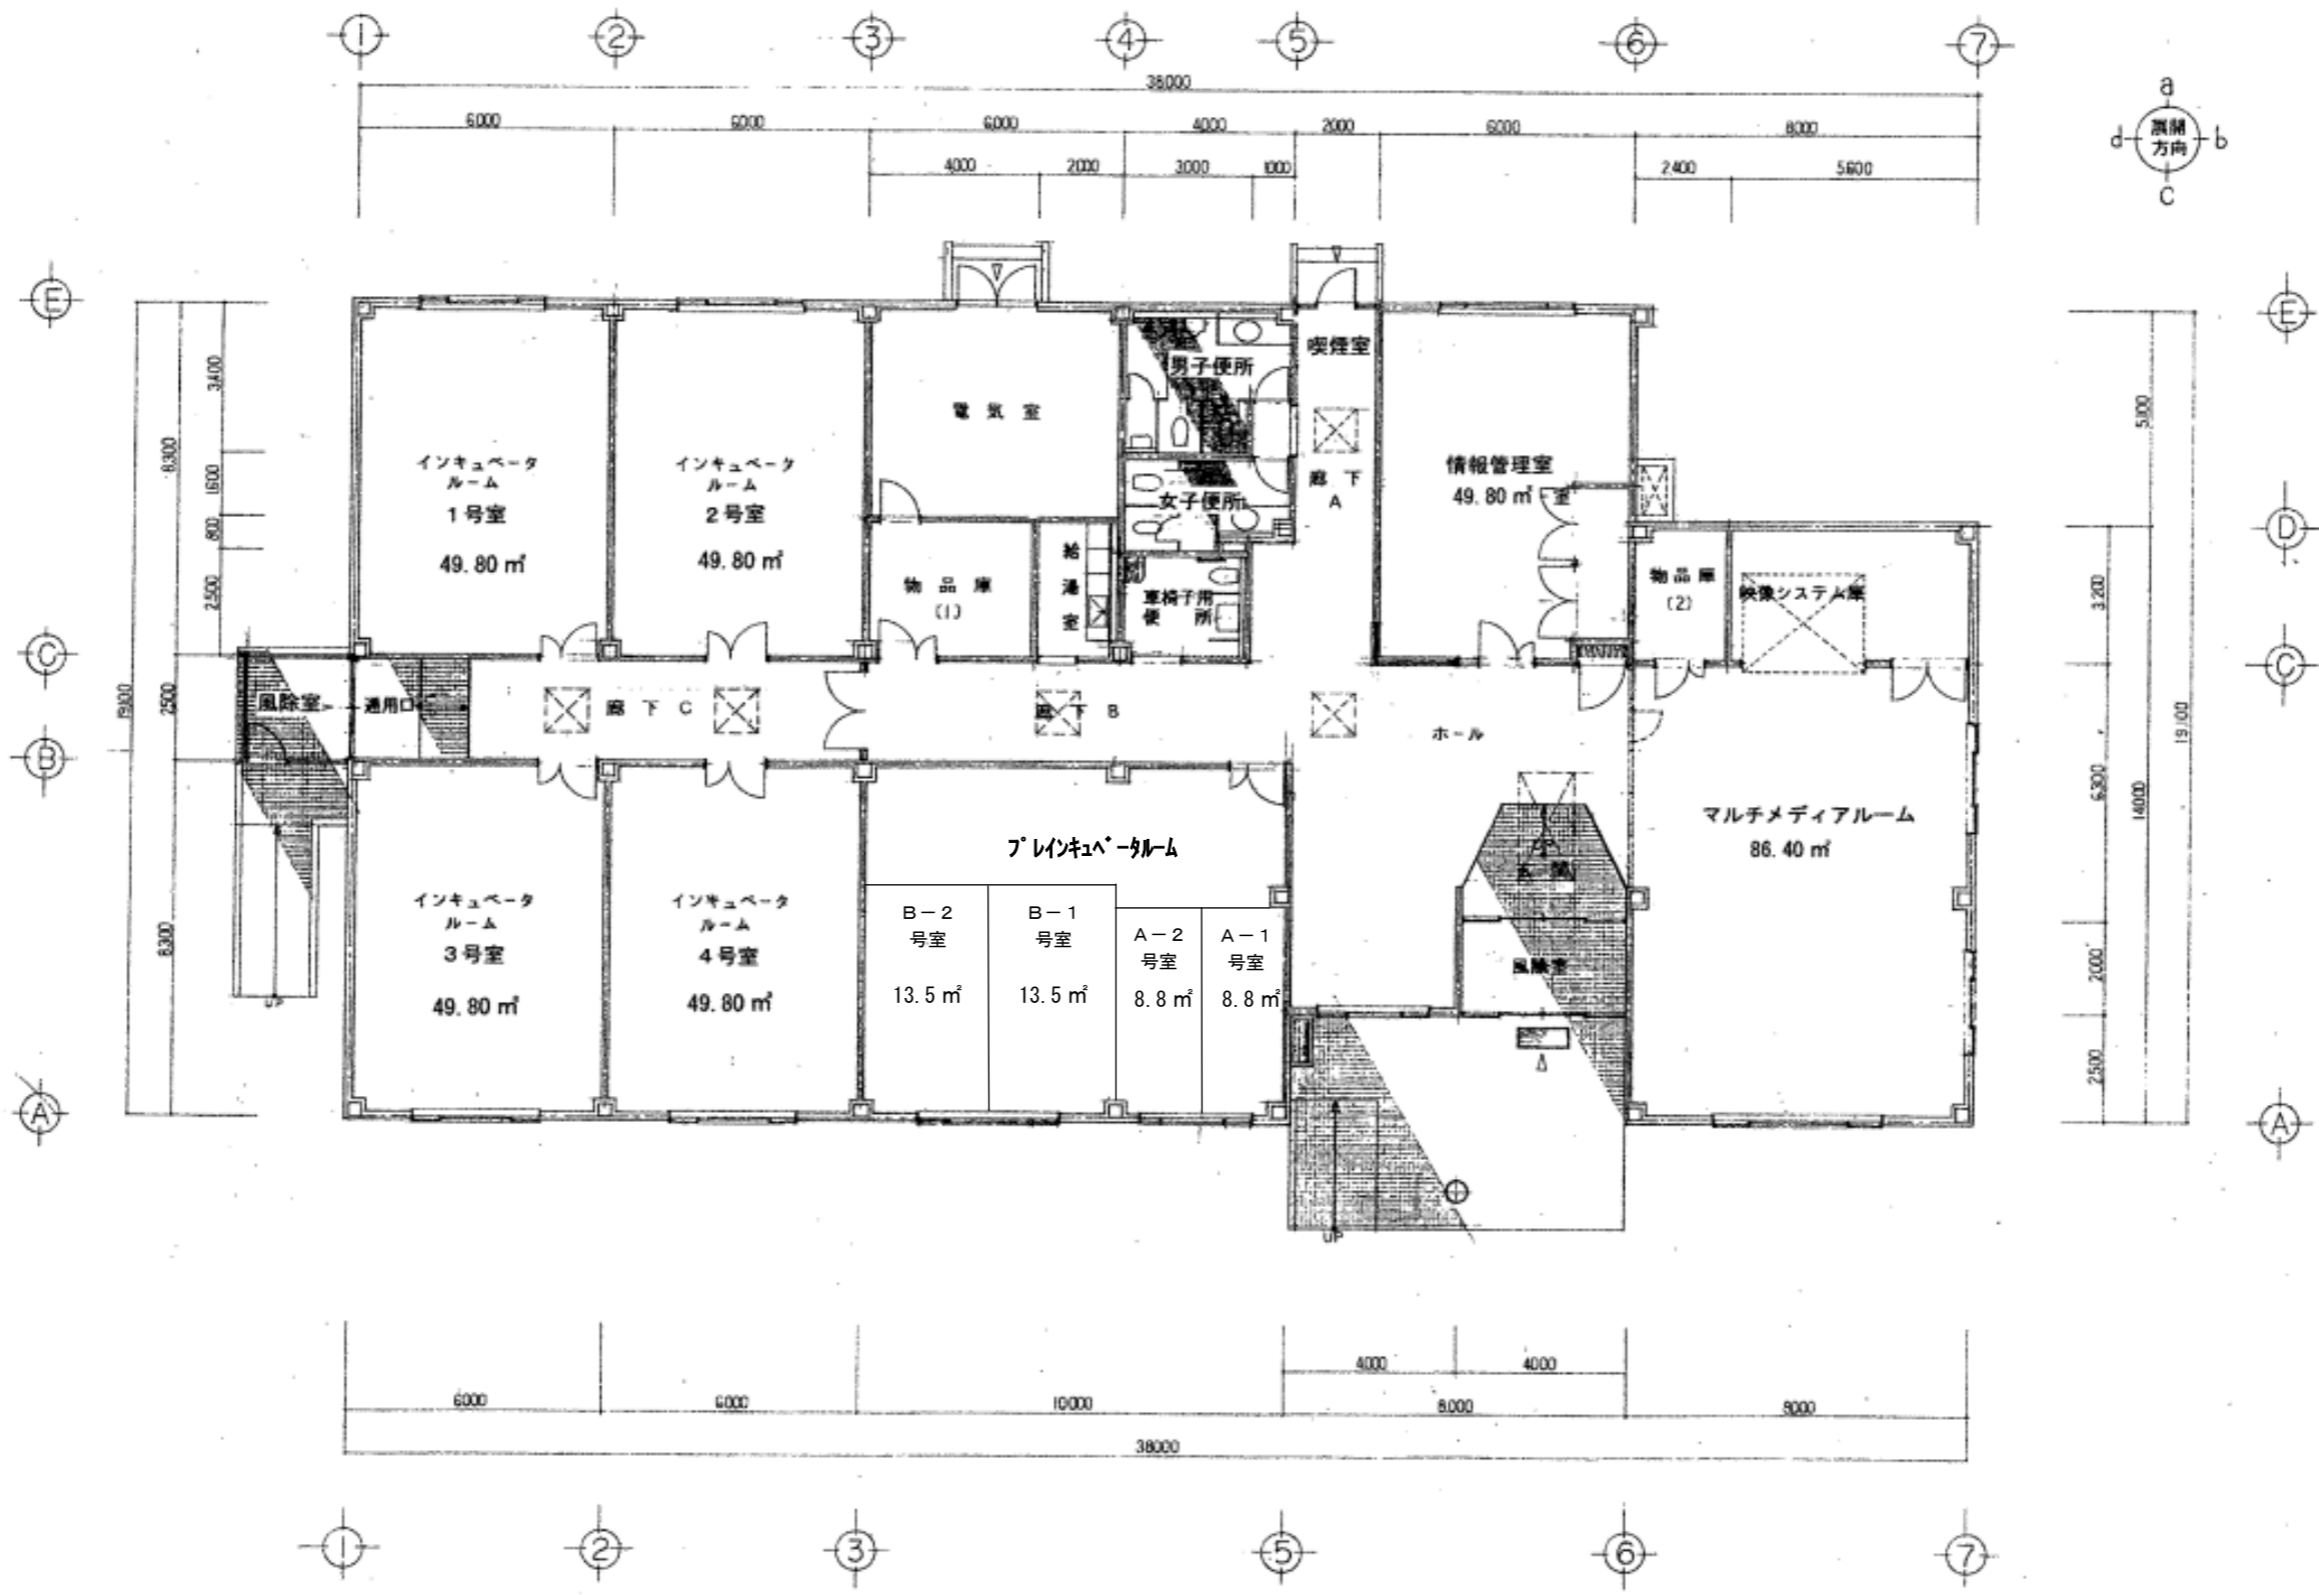 1
2
3
4
5
6
7
38000
6000
6000
6000
4000
2000
6000
8000
4000
2000
3000
1000
2400
5600
a
d
展開
方向
b
C
E
E
喫煙室
男子便所
電気室
3400
8300
1600
800
2500
5100
インキュベータ
ルーム
1号室
49.80㎡
インキュベータ
ルーム
2号室
49.80㎡
廊下
A
情報管理室
49.80㎡
女子便所
D
物品庫
(1)
給湯室
車椅子用
便所
物品庫
(2)
映像システム庫
3200
C
C
19100
2500
風除室
通用口
廊下C
廊下B
ホール
19100
B
6300
14000
マルチメディアルーム
86.40㎡
プレインキュベータルーム
玄関
インキュベータ
ルーム
3号室
49.80㎡
インキュベータ
ルーム
4号室
49.80㎡
B-2
号室
13.5㎡
B-1
号室
13.5㎡
A-2
号室
8.8㎡
A-1
号室
8.8㎡
風除室
8300
2000
2500
UP
A
A
UP
4000
4000
6000
6000
10000
8000
8000
38000
1
2
3
5
6
7